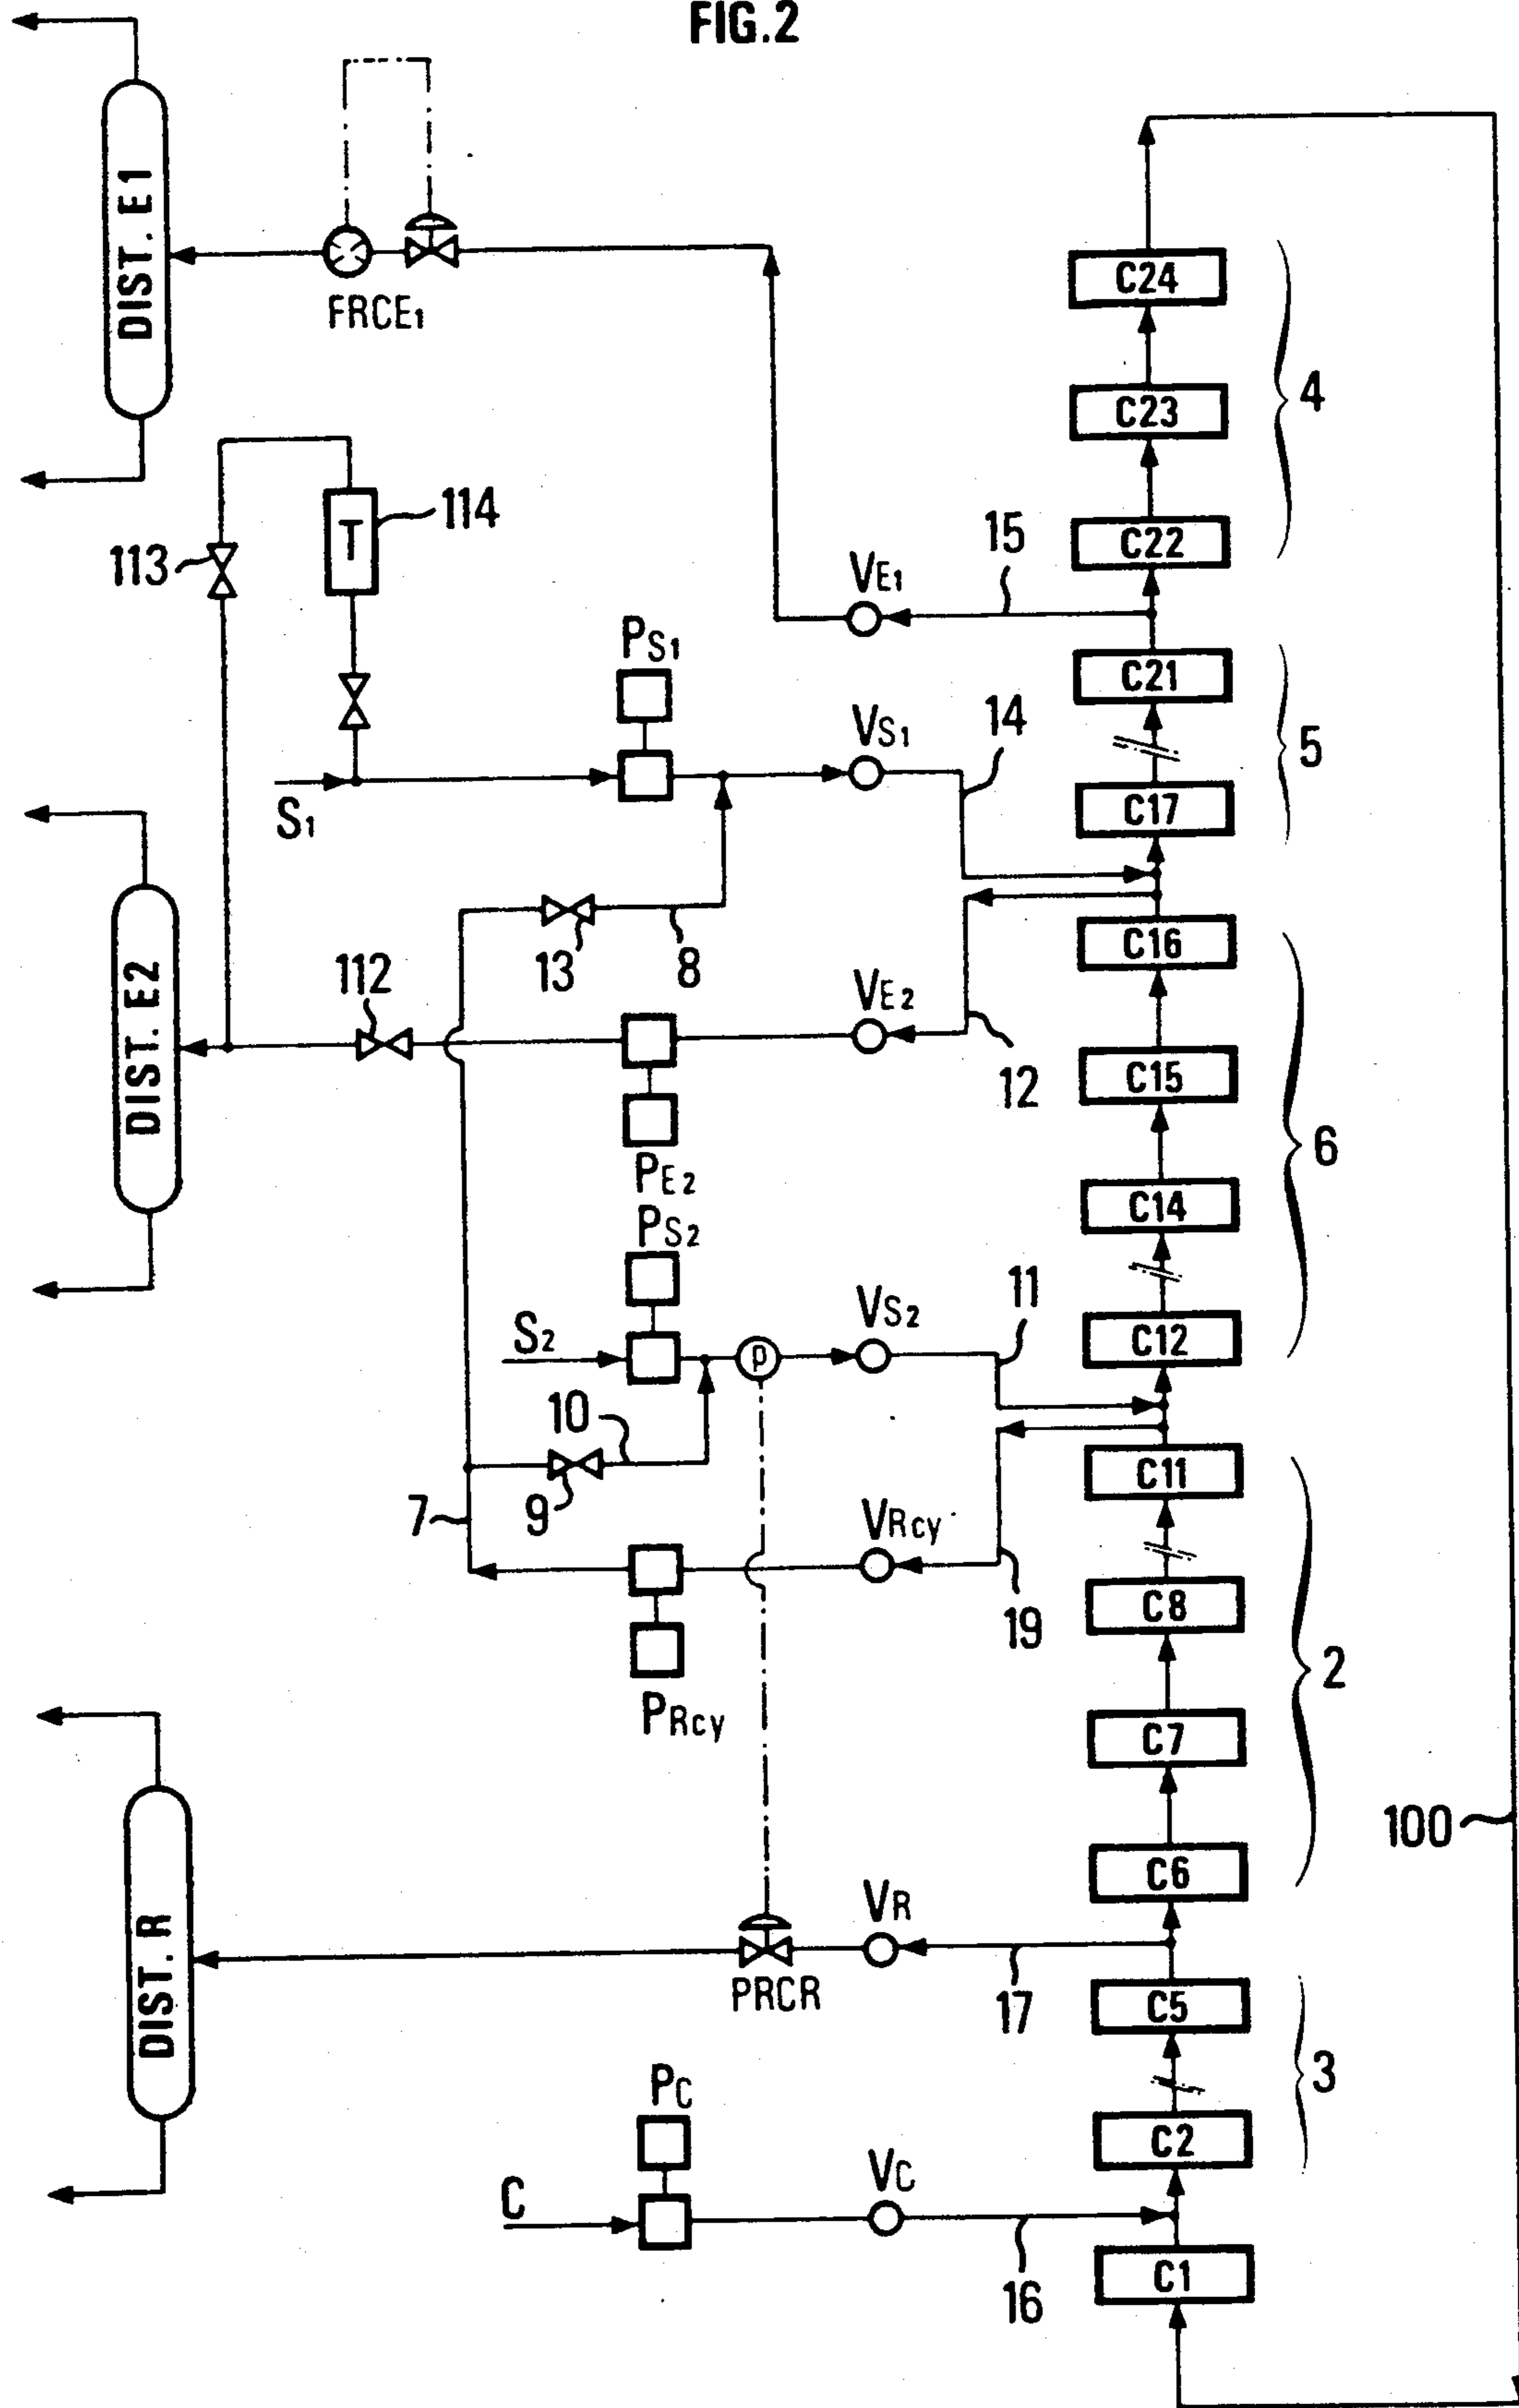 FIG.2
DIST. E1
FRCE1
C24
C23
4
C22
114
T
113
15
VE1
PS1
C21
14
VS1
5
S1
C17
13
8
C16
112
VE2
DIST. E2
12
C15
PE2
6
PS2
C14
11
VS2
S2
P
C12
10
C11
7
9
VRcy
19
C8
PRcy
2
C7
100
C6
VR
DIST. R
PRCR
17
C5
3
PC
C2
VC
C
16
C1